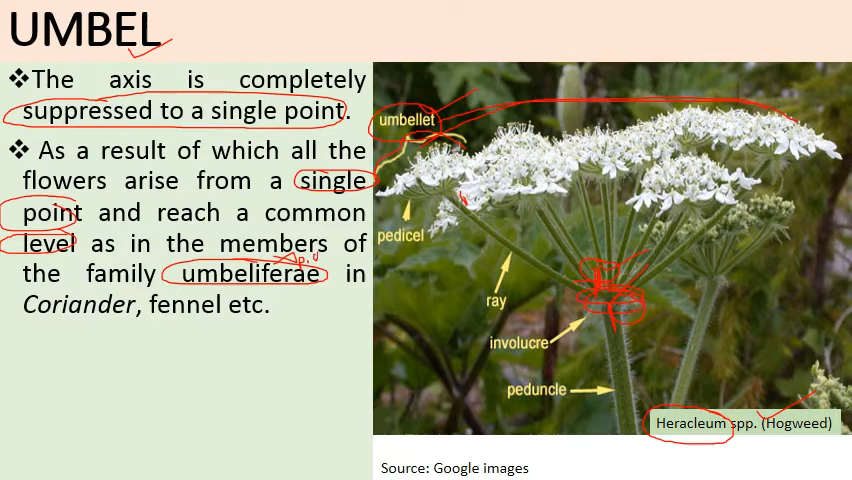 UMBEL
❖The axis is completely
suppressed to a single point.
❖ As a result of which all the
flowers arise from a single
point and reach a common
level as in the members of
the family umbeliferae in
Coriander, fennel etc.
umbellet
pedicel
ray
involucre
peduncle
Heracleum spp. (Hogweed)
Source: Google images